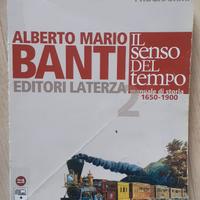 ALBERTO MARIO
BANTI
EDITORI LATERZA
IL
senso
DEL
tempo
manuale di storia
1650-1900
2